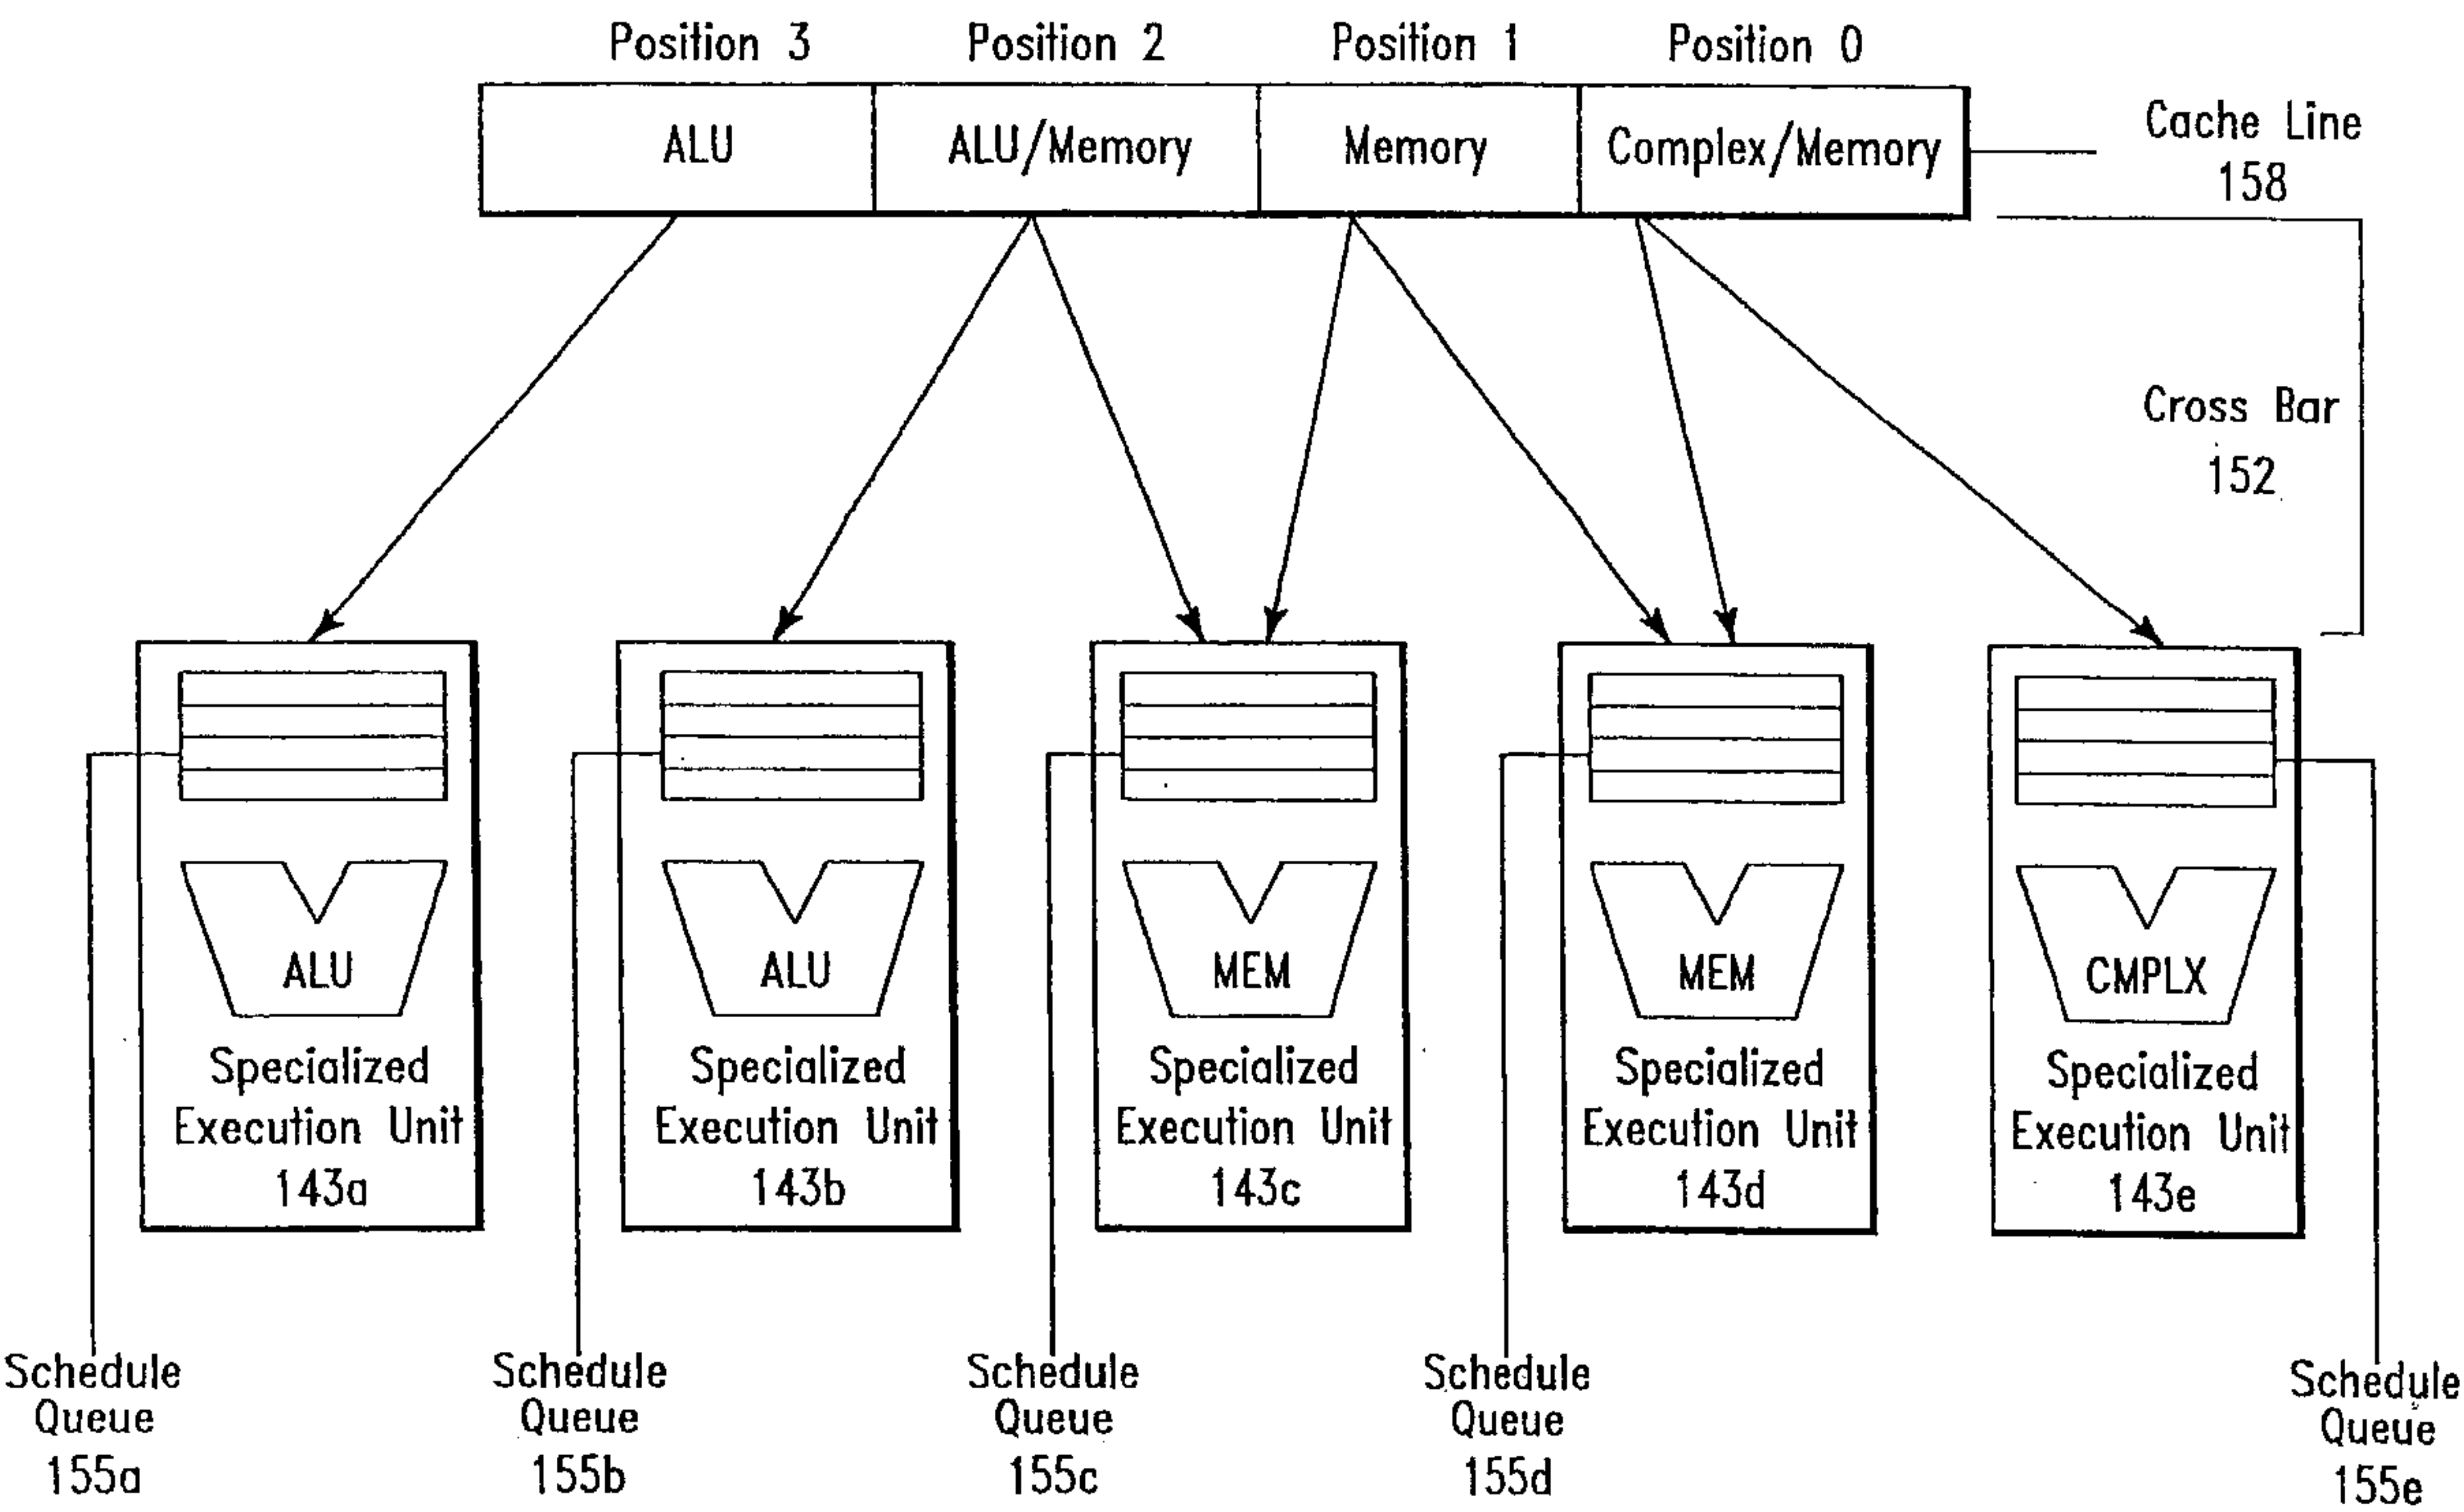 Position 3
Position 2
Position 1
Position 0
ALU
ALU/Memory
Memory
Complex/Memory
Cache Line
158
Cross Bar
152
ALU
Specialized
Execution Unit
143a
ALU
Specialized
Execution Unit
143b
MEM
Specialized
Execution Unit
143c
MEM
Specialized
Execution Unit
143d
CMPLX
Specialized
Execution Unit
143e
Schedule
Queue
155a
Schedule
Queue
155b
Schedule
Queue
155c
Schedule
Queue
155d
Schedule
Queue
155e